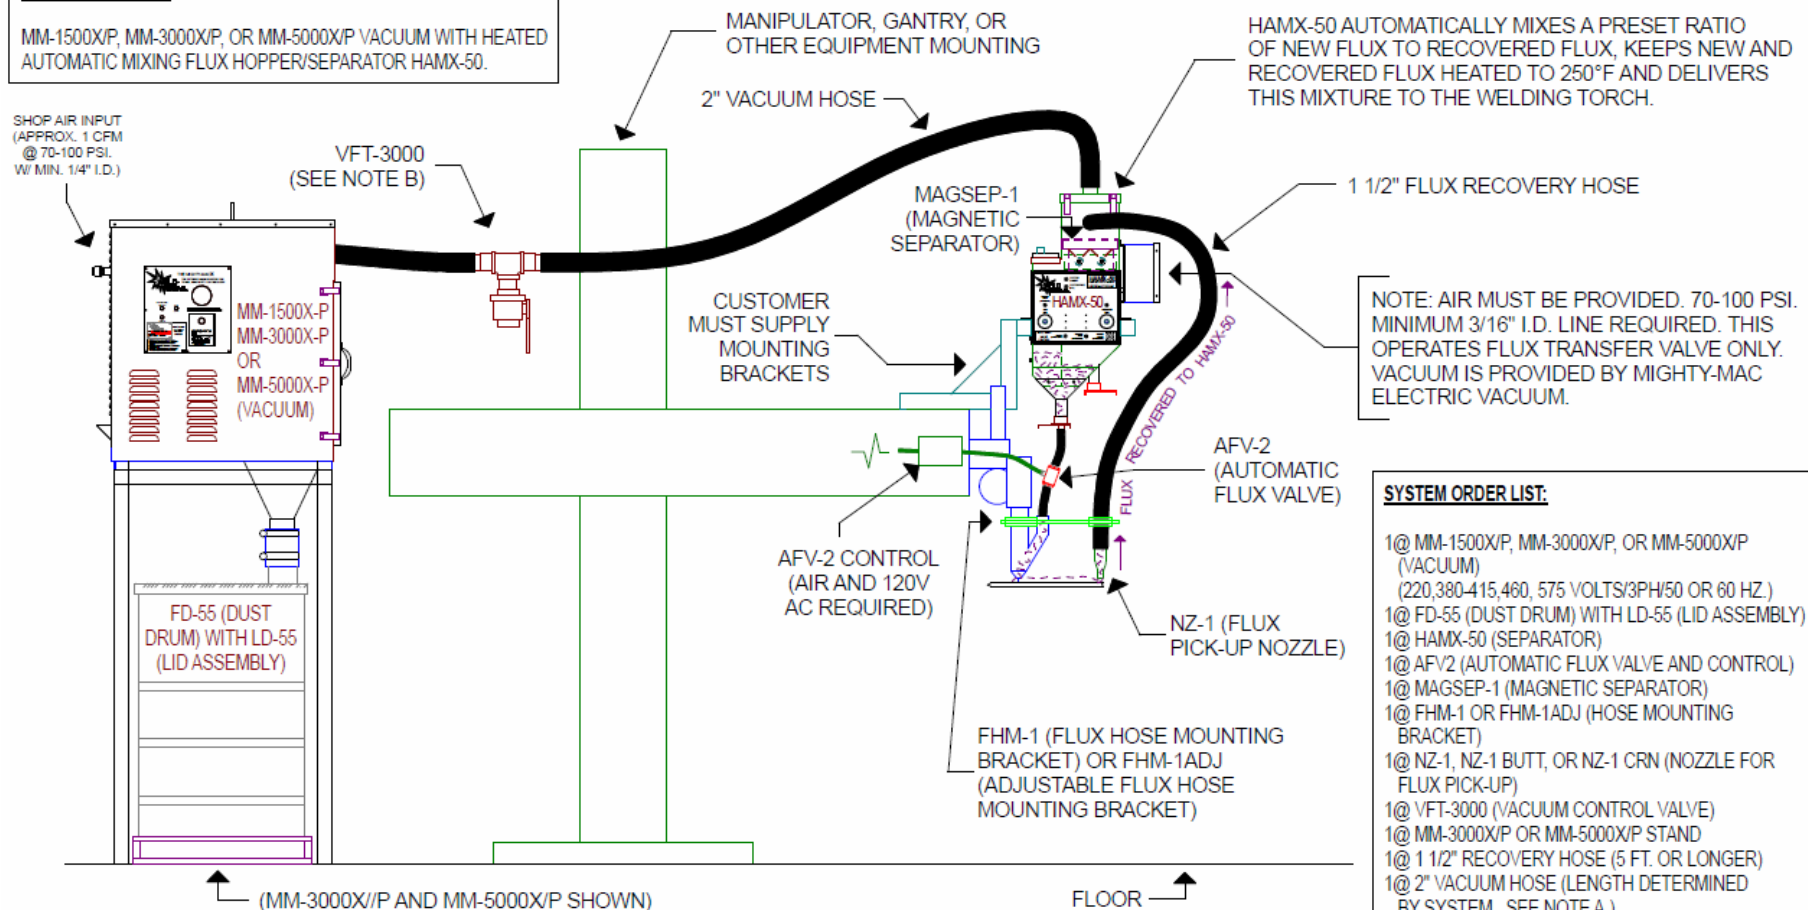 MM-1500X/P, MM-3000X/P, OR MM-5000X/P VACUUM WITH HEATED
AUTOMATIC MIXING FLUX HOPPER/SEPARATOR HAMX-50.
MANIPULATOR, GANTRY, OR
OTHER EQUIPMENT MOUNTING
HAMX-50 AUTOMATICALLY MIXES A PRESET RATIO
OF NEW FLUX TO RECOVERED FLUX, KEEPS NEW AND
RECOVERED FLUX HEATED TO 250°F AND DELIVERS
THIS MIXTURE TO THE WELDING TORCH.
2" VACUUM HOSE
SHOP AIR INPUT
(APPROX. 1 CFM
@ 70-100 PSI.
W/ MIN. 1/4" I.D.)
VFT-3000
(SEE NOTE B)
MAGSEP-1
(MAGNETIC
SEPARATOR)
1 1/2" FLUX RECOVERY HOSE
HAMX-50
MM-1500X-P
MM-3000X-P
OR
MM-5000X-P
(VACUUM)
CUSTOMER
MUST SUPPLY
MOUNTING
BRACKETS
NOTE: AIR MUST BE PROVIDED. 70-100 PSI.
MINIMUM 3/16" I.D. LINE REQUIRED. THIS
OPERATES FLUX TRANSFER VALVE ONLY.
VACUUM IS PROVIDED BY MIGHTY-MAC
ELECTRIC VACUUM.
FLUX RECOVERED TO HAMX-50
AFV-2
(AUTOMATIC
FLUX VALVE)
AFV-2 CONTROL
(AIR AND 120V
AC REQUIRED)
NZ-1 (FLUX
PICK-UP NOZZLE)
FD-55 (DUST
DRUM) WITH LD-55
(LID ASSEMBLY)
FHM-1 (FLUX HOSE MOUNTING
BRACKET) OR FHM-1ADJ
(ADJUSTABLE FLUX HOSE
MOUNTING BRACKET)
SYSTEM ORDER LIST:
1@ MM-1500X/P, MM-3000X/P, OR MM-5000X/P
(VACUUM)
(220,380-415,460, 575 VOLTS/3PH/50 OR 60 HZ.)
1@ FD-55 (DUST DRUM) WITH LD-55 (LID ASSEMBLY)
1@ HAMX-50 (SEPARATOR)
1@ AFV2 (AUTOMATIC FLUX VALVE AND CONTROL)
1@ MAGSEP-1 (MAGNETIC SEPARATOR)
1@ FHM-1 OR FHM-1ADJ (HOSE MOUNTING
BRACKET)
1@ NZ-1, NZ-1 BUTT, OR NZ-1 CRN (NOZZLE FOR
FLUX PICK-UP)
1@ VFT-3000 (VACUUM CONTROL VALVE)
1@ MM-3000X/P OR MM-5000X/P STAND
1@ 1 1/2" RECOVERY HOSE (5 FT. OR LONGER)
1@ 2" VACUUM HOSE (LENGTH DETERMINED
BY SYSTEM. SEE NOTE A.)
(MM-3000X//P AND MM-5000X/P SHOWN)
FLOOR